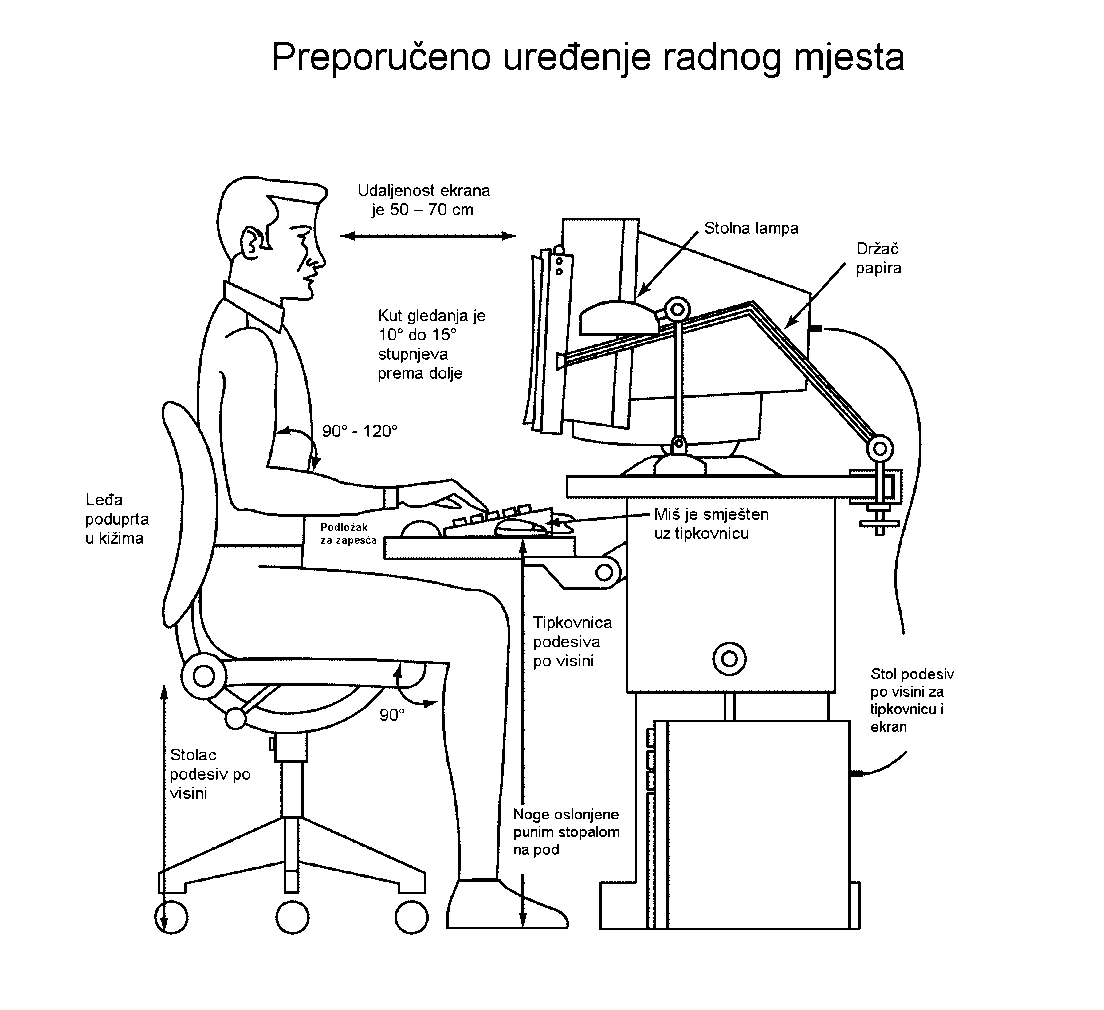 Preporučeno uređenje radnog mjesta
Udaljenost ekrana
je 50 – 70 cm
Stolna lampa
Držač
papira
Kut gledanja je
10° do 15°
stupnjeva
prema dolje
90° - 120°
Leđa
poduprta
u kižima
Podložak
za zapešća
Miš je smješten
uz tipkovnicu
Tipkovnica
podesiva
po visini
Stol podesiv
po visini za
tipkovnicu i
ekran
90°
Stolac
podesiv po
visini
Noge oslonjene
punim stopalom
na pod